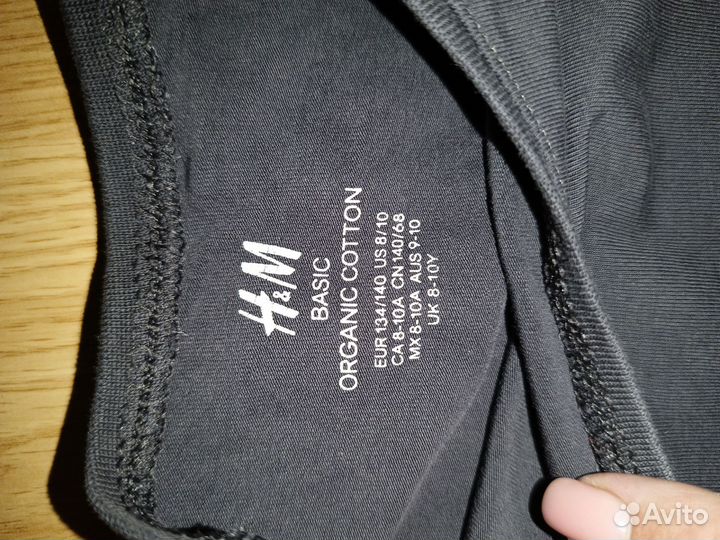 H&M
BASIC
ORGANIC COTTON
EUR 134/140 US 8/10
CA 8-10A CN 140/68
MX 8-10A AUS 9-10
UK 8-10Y
Avito